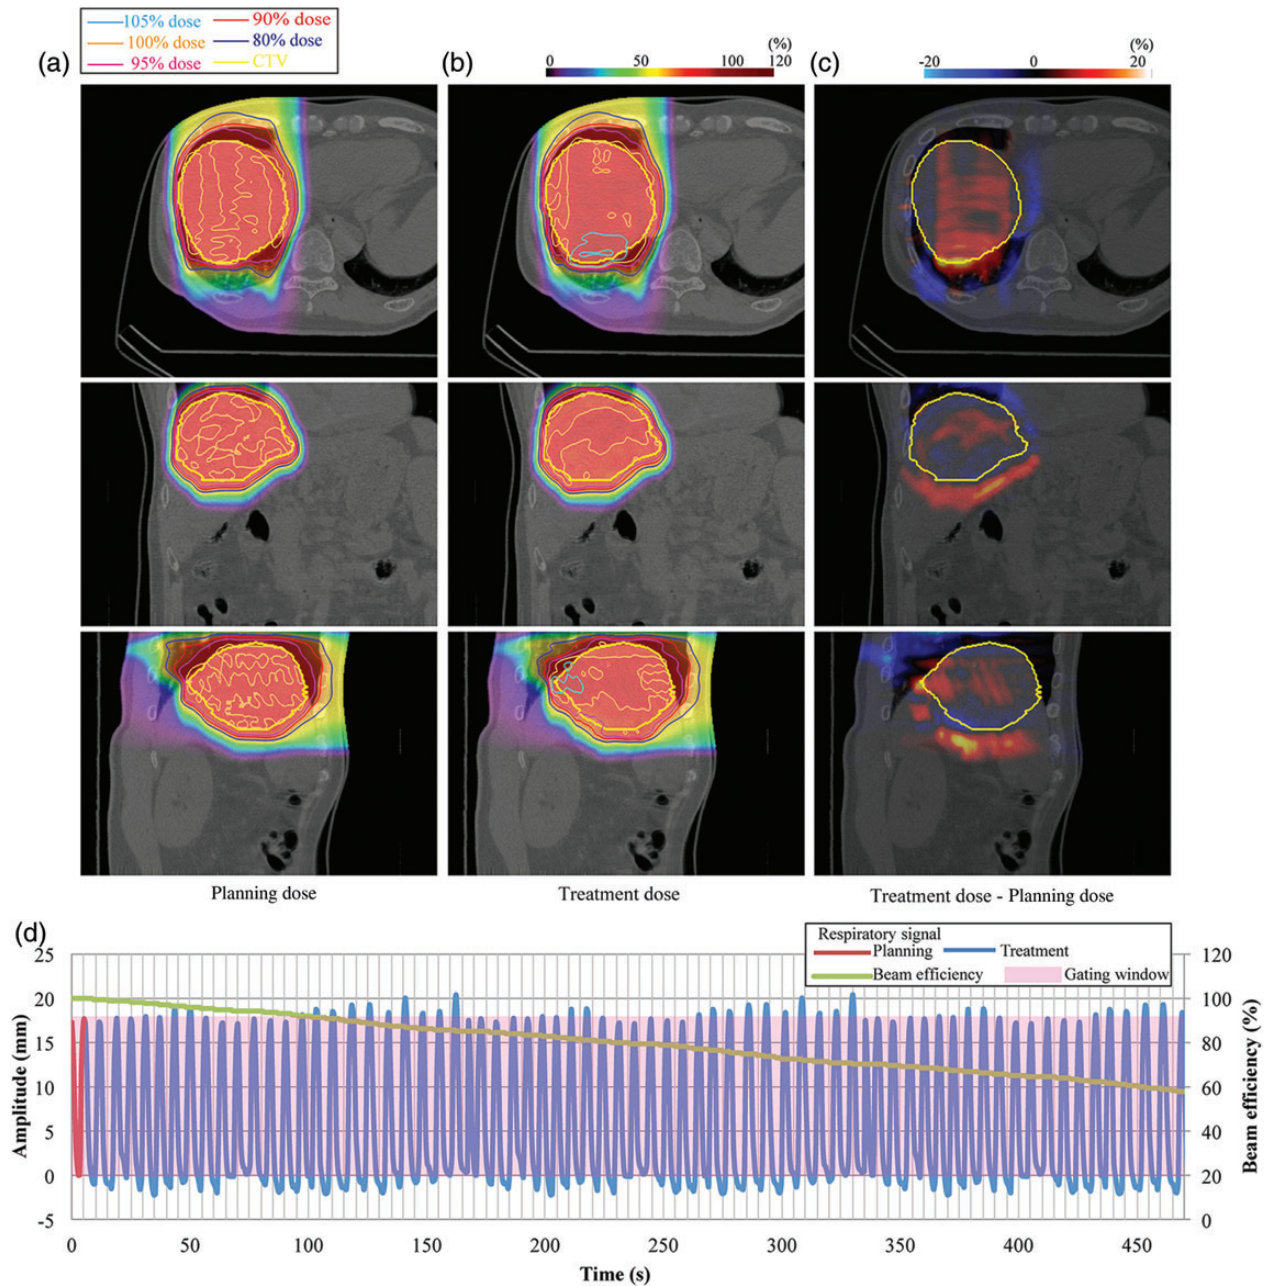 105% dose 90% dose
100% dose 80% dose
95% dose CTV
(a)
(b)
(%)
0 50 100 120
(c)
(%)
-20 0 20
Planning dose
Treatment dose
Treatment dose - Planning dose
(d)
Respiratory signal
Planning Treatment
Beam efficiency Gating window
Amplitude (mm)
25
20
15
10
5
0
-5
Beam efficiency (%)
120
100
80
60
40
20
0
0 50 100 150 200 250 300 350 400 450
Time (s)